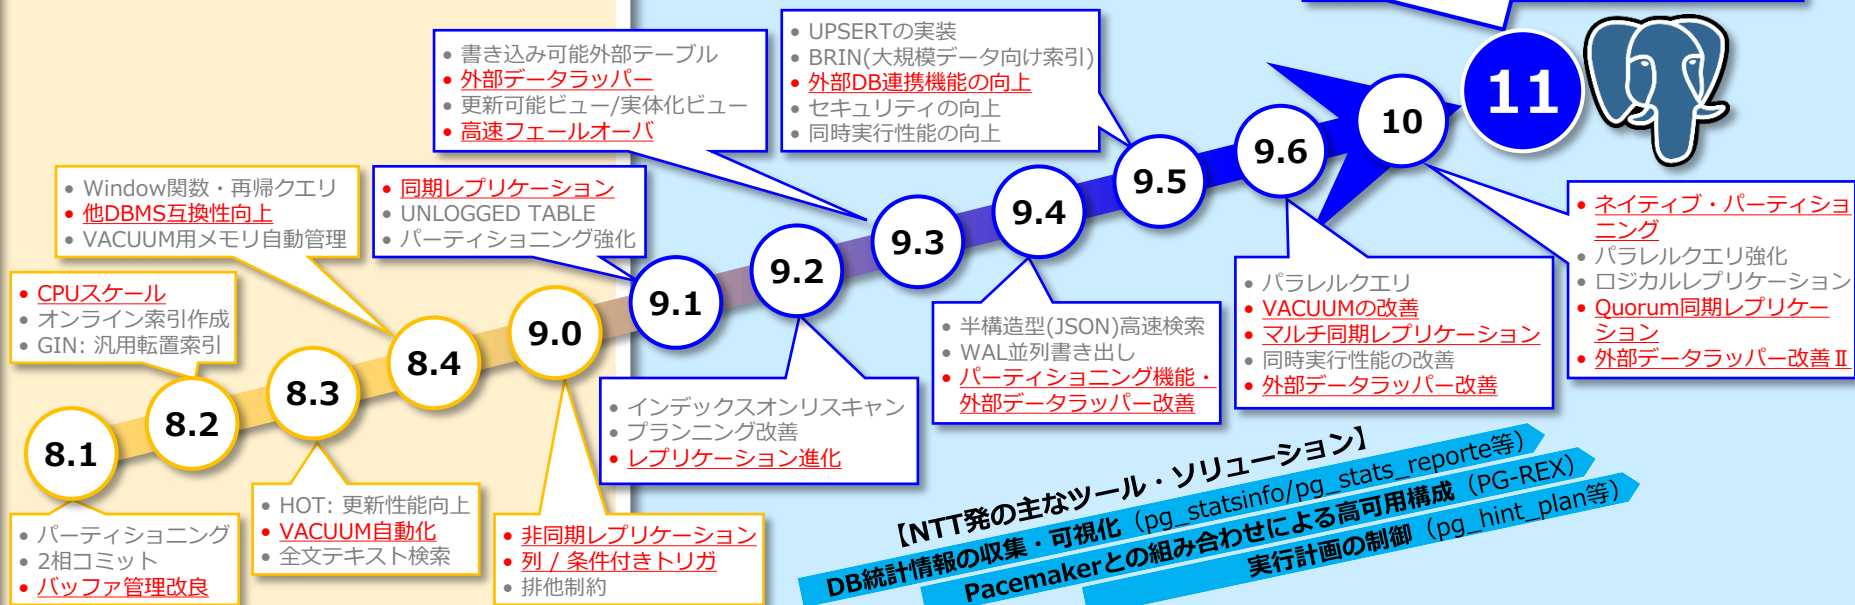 • パーティショニング
• 2相コミット
• バッファ管理改良
8.1
• CPUスケール
• オンライン索引作成
• GIN: 汎用転置索引
8.2
• HOT: 更新性能向上
• VACUUM自動化
• 全文テキスト検索
8.3
• Window関数・再帰クエリ
• 他DBMS互換性向上
• VACUUM用メモリ自動管理
8.4
• 非同期レプリケーション
• 列 / 条件付きトリガ
• 排他制約
9.0
• 同期レプリケーション
• UNLOGGED TABLE
• パーティショニング強化
9.1
• インデックスオンリスキャン
• プランニング改善
• レプリケーション進化
9.2
• 書き込み可能外部テーブル
• 外部データラッパー
• 更新可能ビュー/実体化ビュー
• 高速フェールオーバ
9.3
• 半構造型(JSON)高速検索
• WAL並列書き出し
• パーティショニング機能・
外部データラッパー改善
9.4
• UPSERTの実装
• BRIN(大規模データ向け索引)
• 外部DB連携機能の向上
• セキュリティの向上
• 同時実行性能の向上
9.5
• パラレルクエリ
• VACUUMの改善
• マルチ同期レプリケーション
• 同時実行性能の改善
• 外部データラッパー改善
9.6
• ネイティブ・パーティショ
ニング
• パラレルクエリ強化
• ロジカルレプリケーション
• Quorum同期レプリケー
ション
• 外部データラッパー改善Ⅱ
10
11
【NTT発の主なツール・ソリューション】
DB統計情報の収集・可視化（pg_statsinfo/pg_stats_reporte等）
Pacemakerとの組み合わせによる高可用構成（PG-REX）
実行計画の制御（pg_hint_plan等）